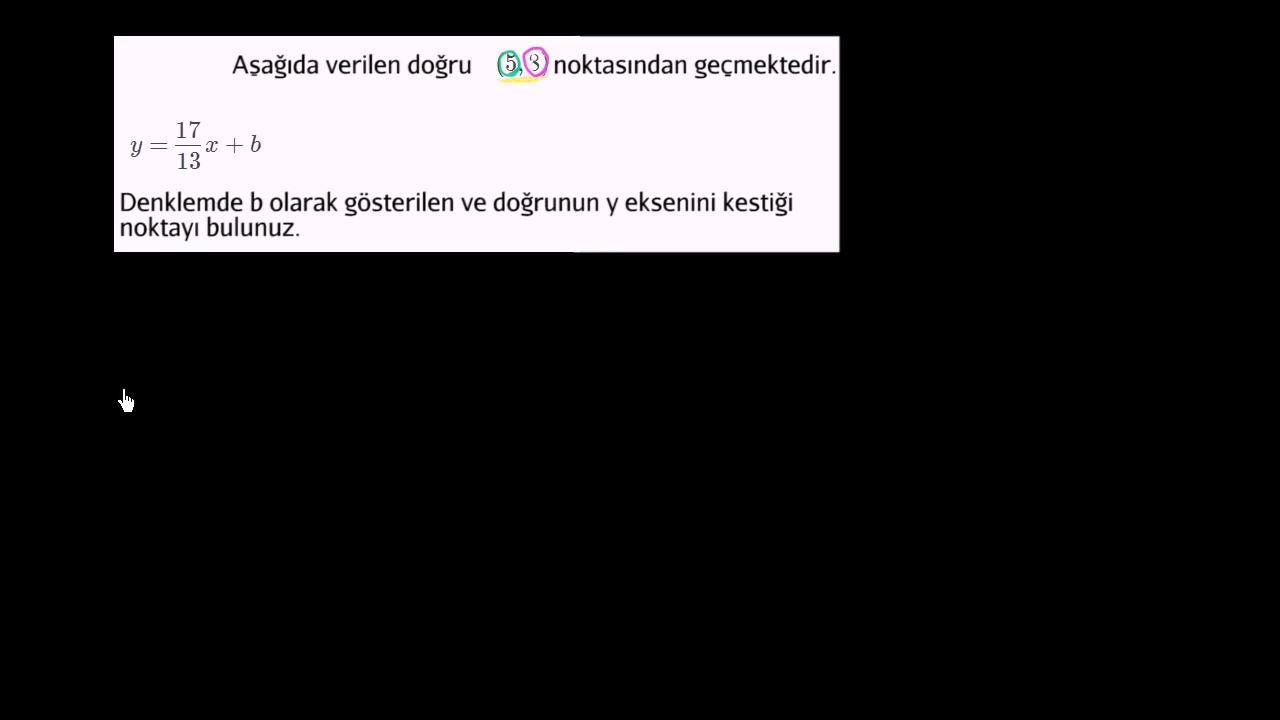 Aşağıda verilen doğru (5,3) noktasından geçmektedir.
y = 17/13 x + b
Denklemde b olarak gösterilen ve doğrunun y eksenini kestiği
noktayı bulunuz.